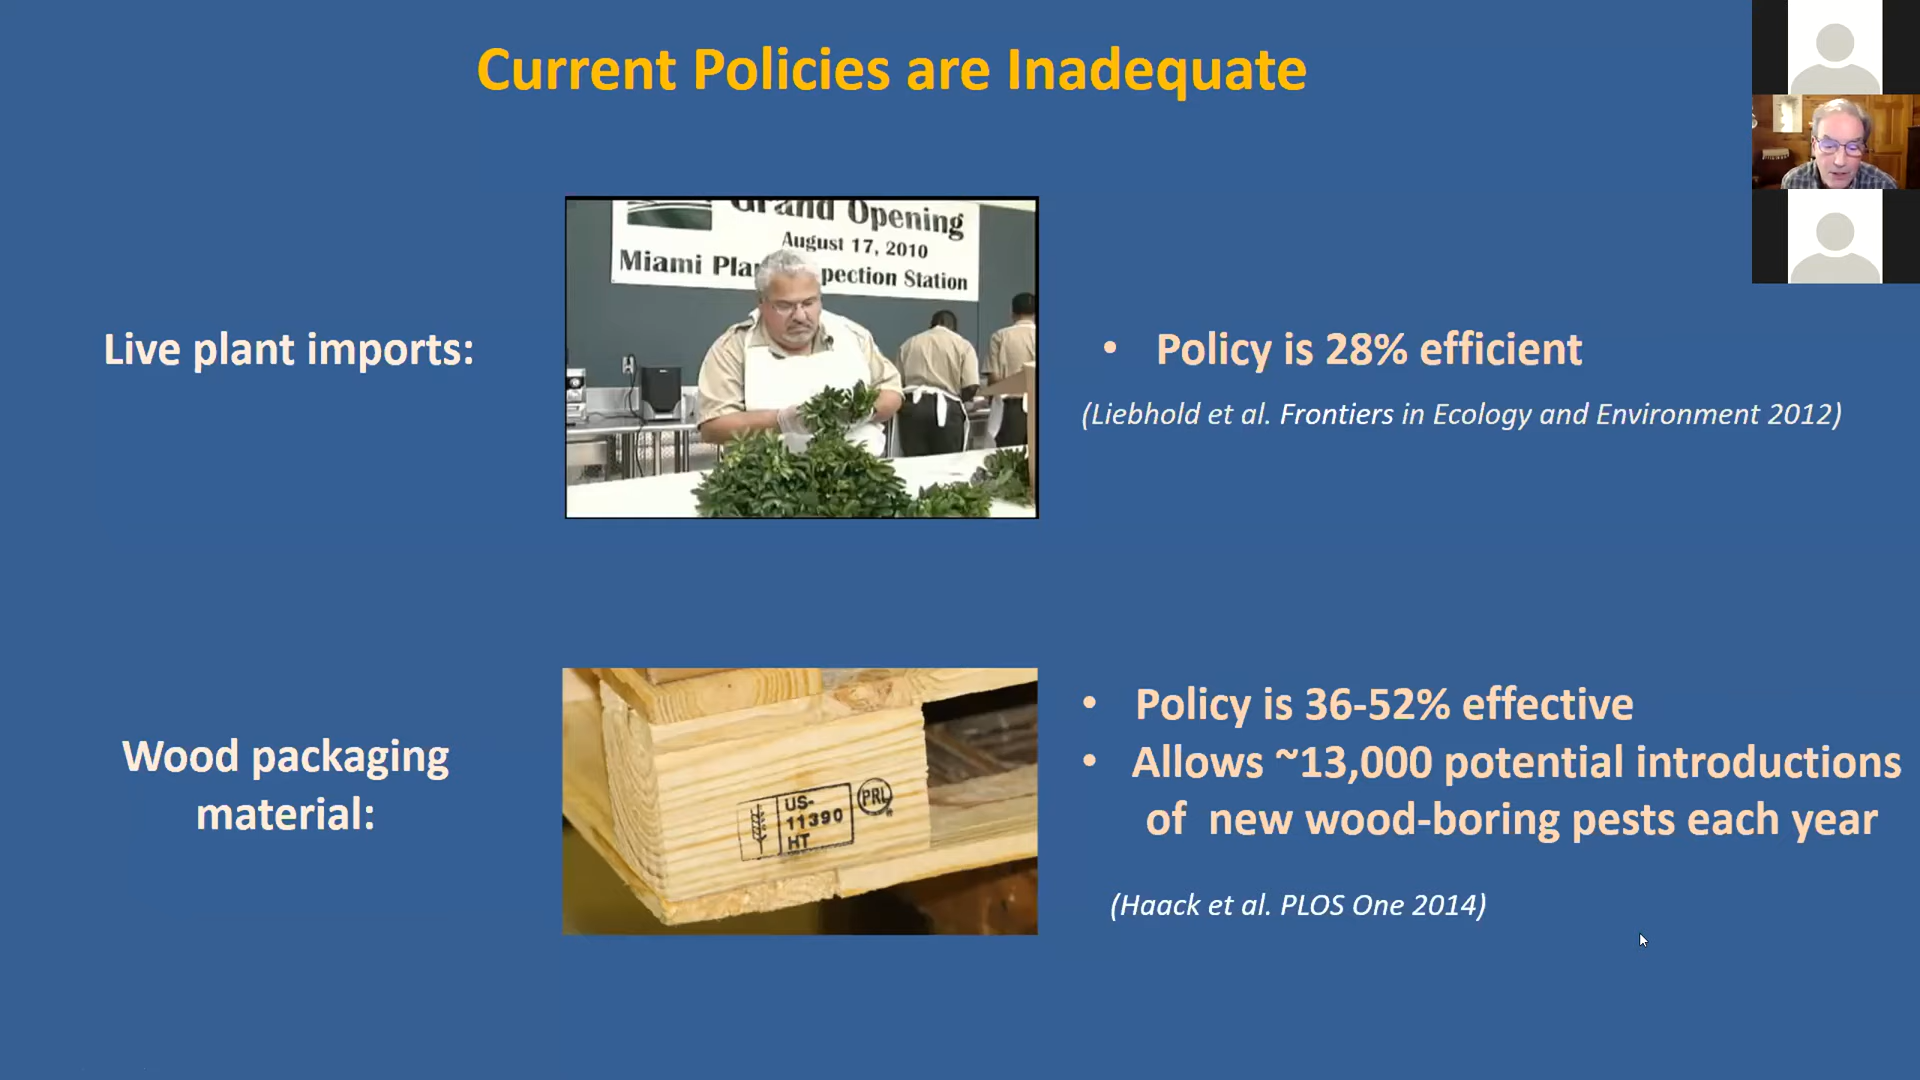 Current Policies are Inadequate
Grand Opening
August 17, 2010
Miami Pla pection Station
Live plant imports:
• Policy is 28% efficient
(Liebhold et al. Frontiers in Ecology and Environment 2012)
Wood packaging
material:
US-
11390
HT
PRL
• Policy is 36-52% effective
• Allows ~13,000 potential introductions
of new wood-boring pests each year
(Haack et al. PLOS One 2014)